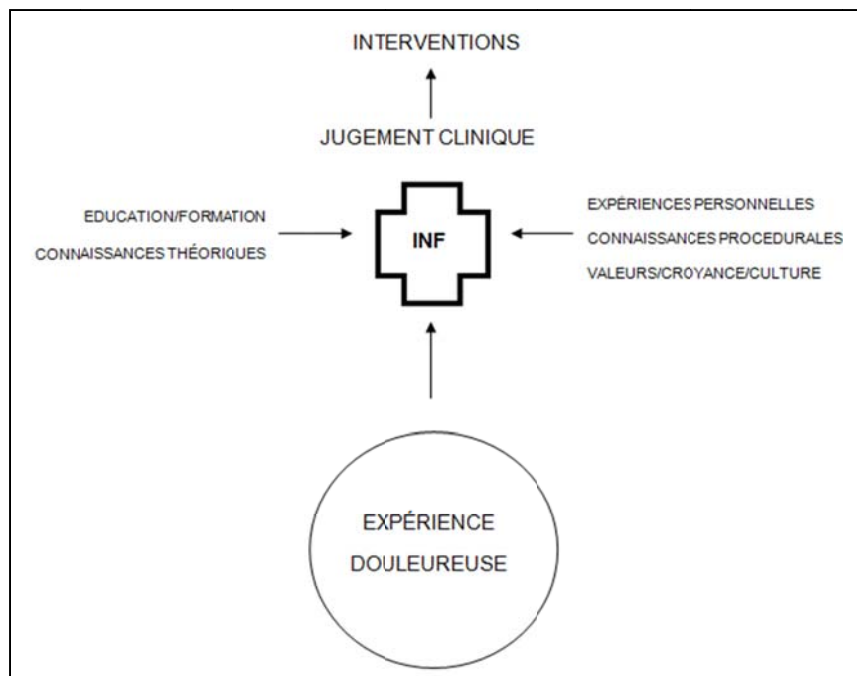 INTERVENTIONS
JUGEMENT CLINIQUE
EDUCATION/FORMATION
CONNAISSANCES THÉORIQUES
INF
EXPÉRIENCES PERSONNELLES
CONNAISSANCES PROCEDURALES
VALEURS/CROYANCE/CULTURE
EXPÉRIENCE
DOULEUREUSE